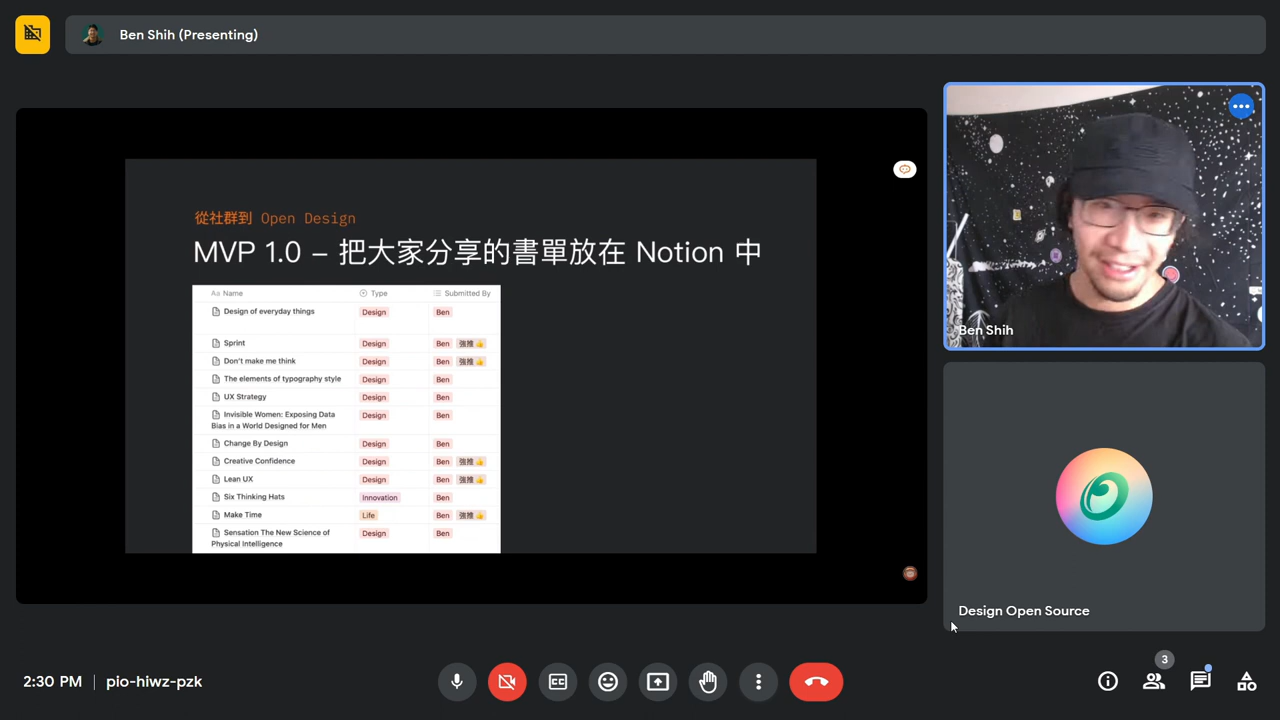 Ben Shih (Presenting)
從社群到 Open Design
MVP 1.0 – 把大家分享的書單放在 Notion 中
Aa Name Type Submitted By
Design of everyday things Design Ben
Sprint Design Ben 強推👍
Don't make me think Design Ben 強推👍
The elements of typography style Design Ben
UX Strategy Design Ben
Invisible Women: Exposing Data Design Ben
Bias in a World Designed for Men
Change By Design Design Ben
Creative Confidence Design Ben 強推👍
Lean UX Design Ben 強推👍
Six Thinking Hats Innovation Ben
Make Time Life Ben 強推👍
Sensation The New Science of Design Ben
Physical Intelligence
Ben Shih
Design Open Source
2:30 PM | pio-hiwz-pzk
3